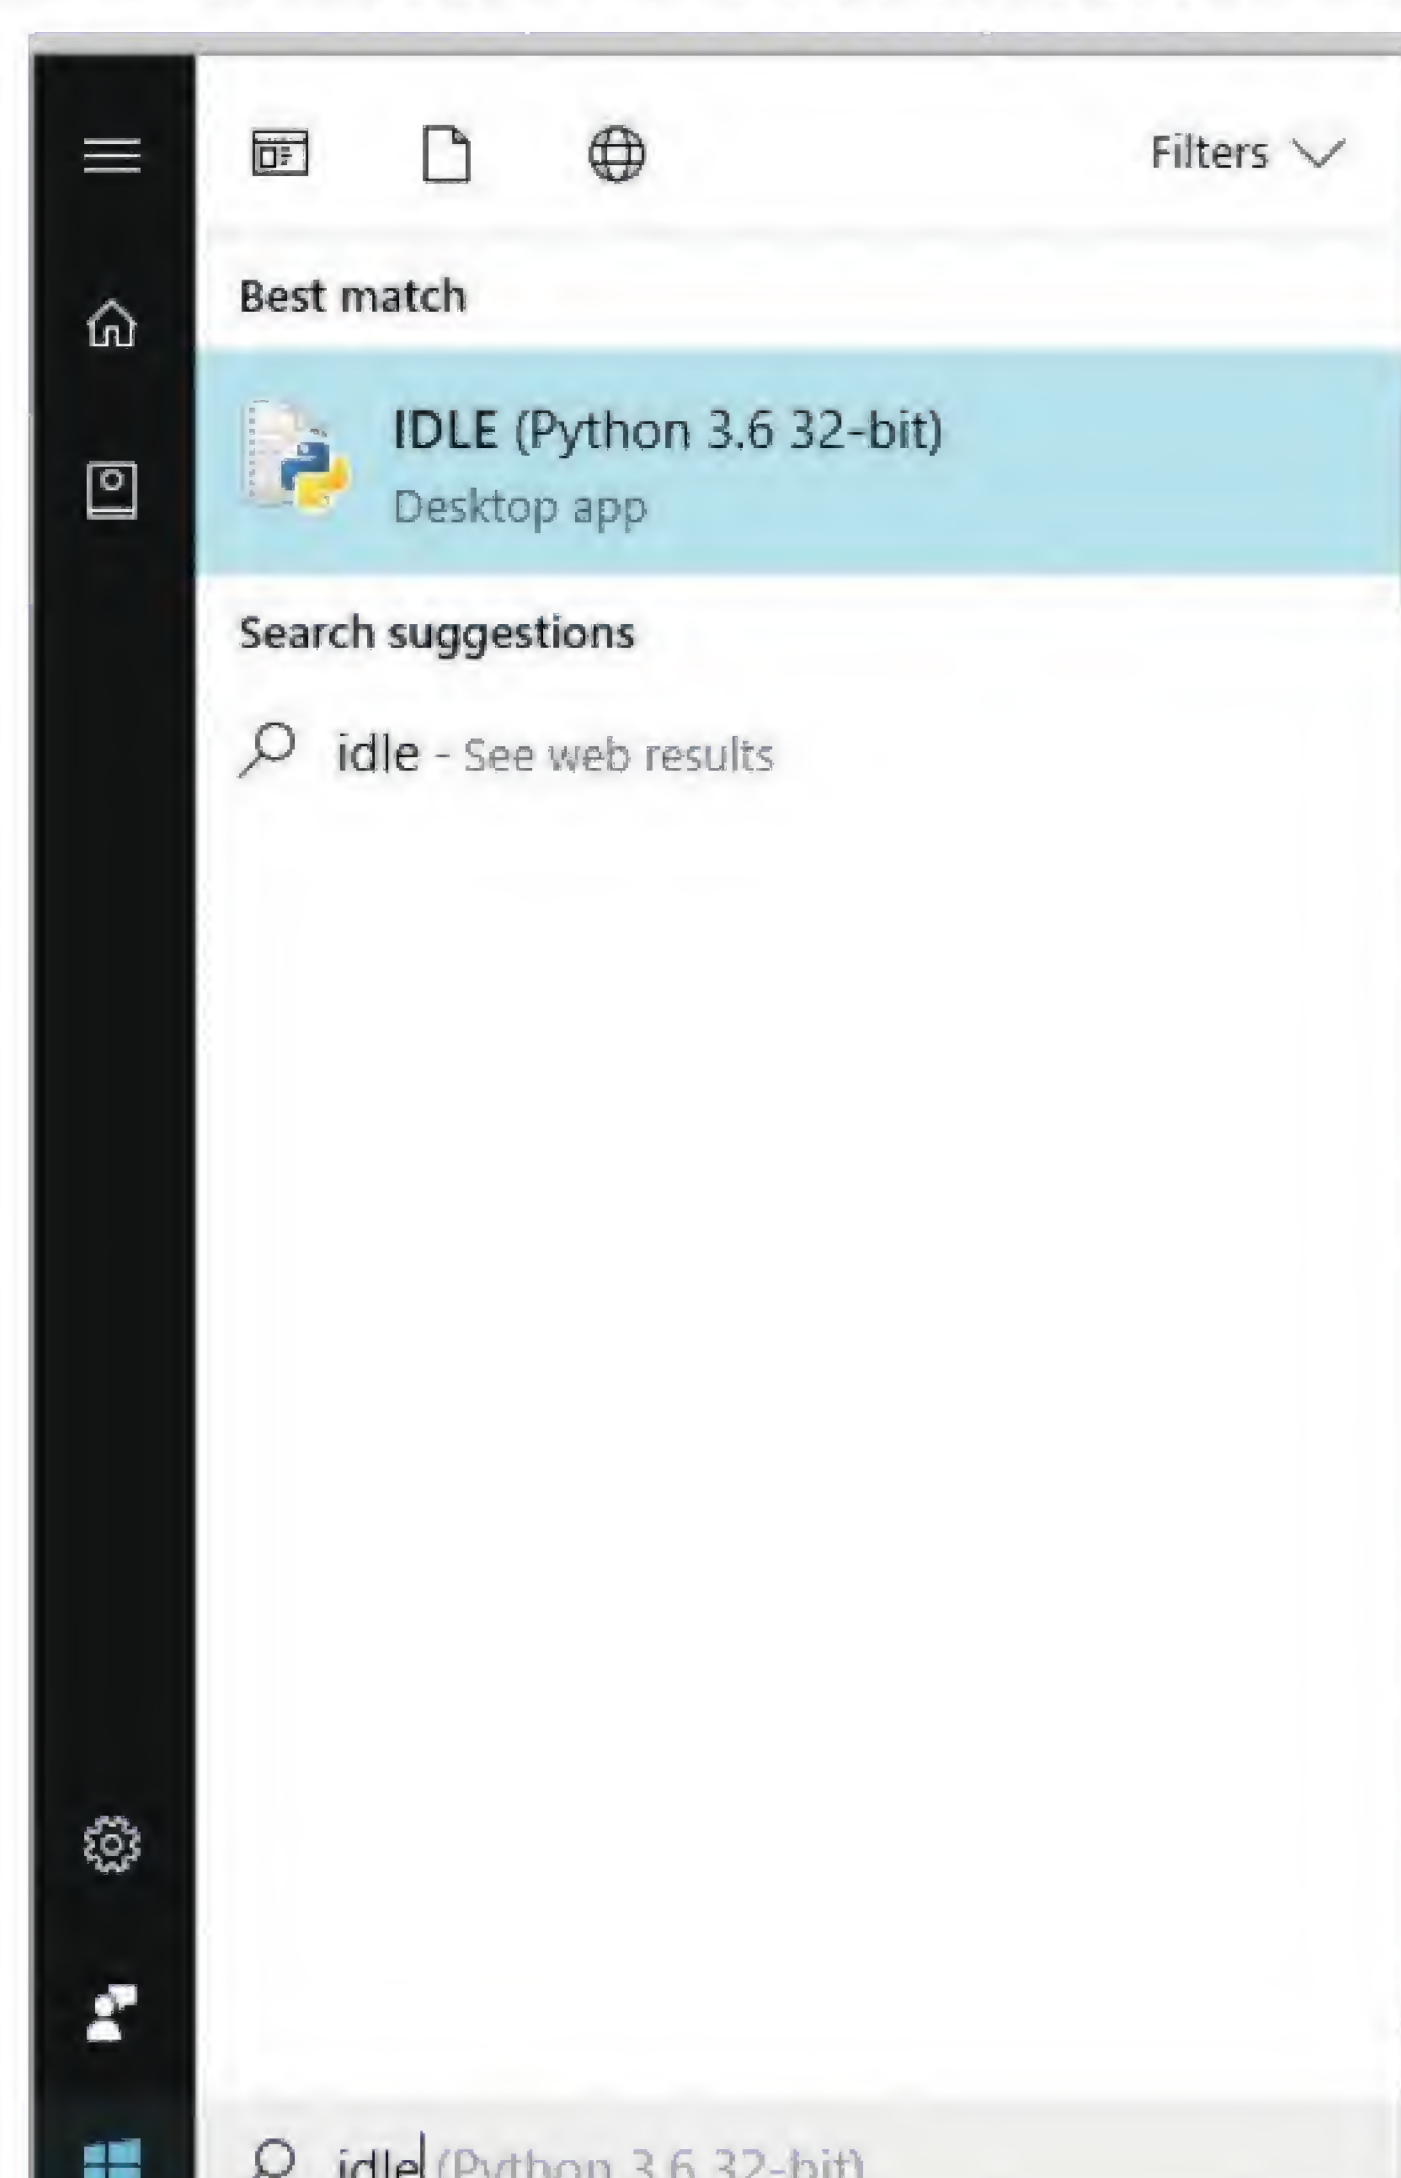 Filters
Best match
IDLE (Python 3.6 32-bit)
Desktop app
Search suggestions
idle - See web results
idle (Python 3.6 32-bit)